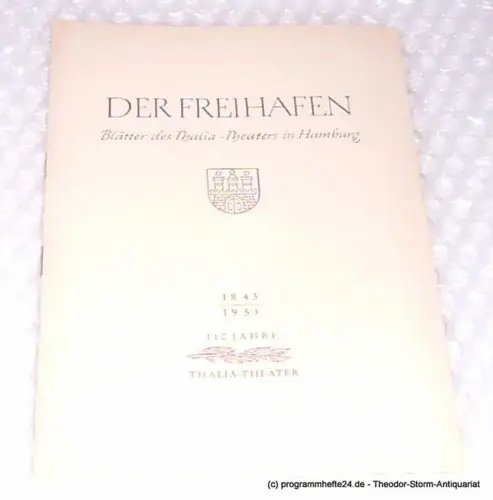 DER FREIHAFEN
Blätter des Thalia-Theaters in Hamburg
1843
1953
110 JAHRE
THALIA-THEATER
(c) programmhefte24.de - Theodor-Storm-Antiquariat